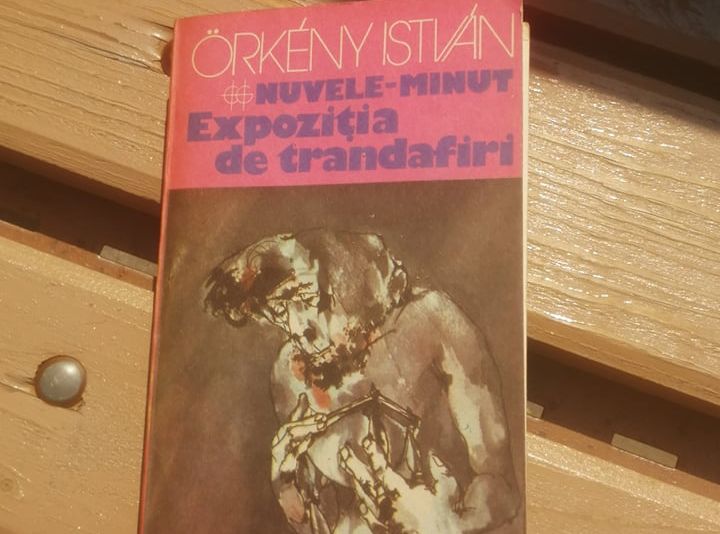 ÖRKÉNY ISTVÁN
NUVELE-MINUT
Expoziția
de trandafiri